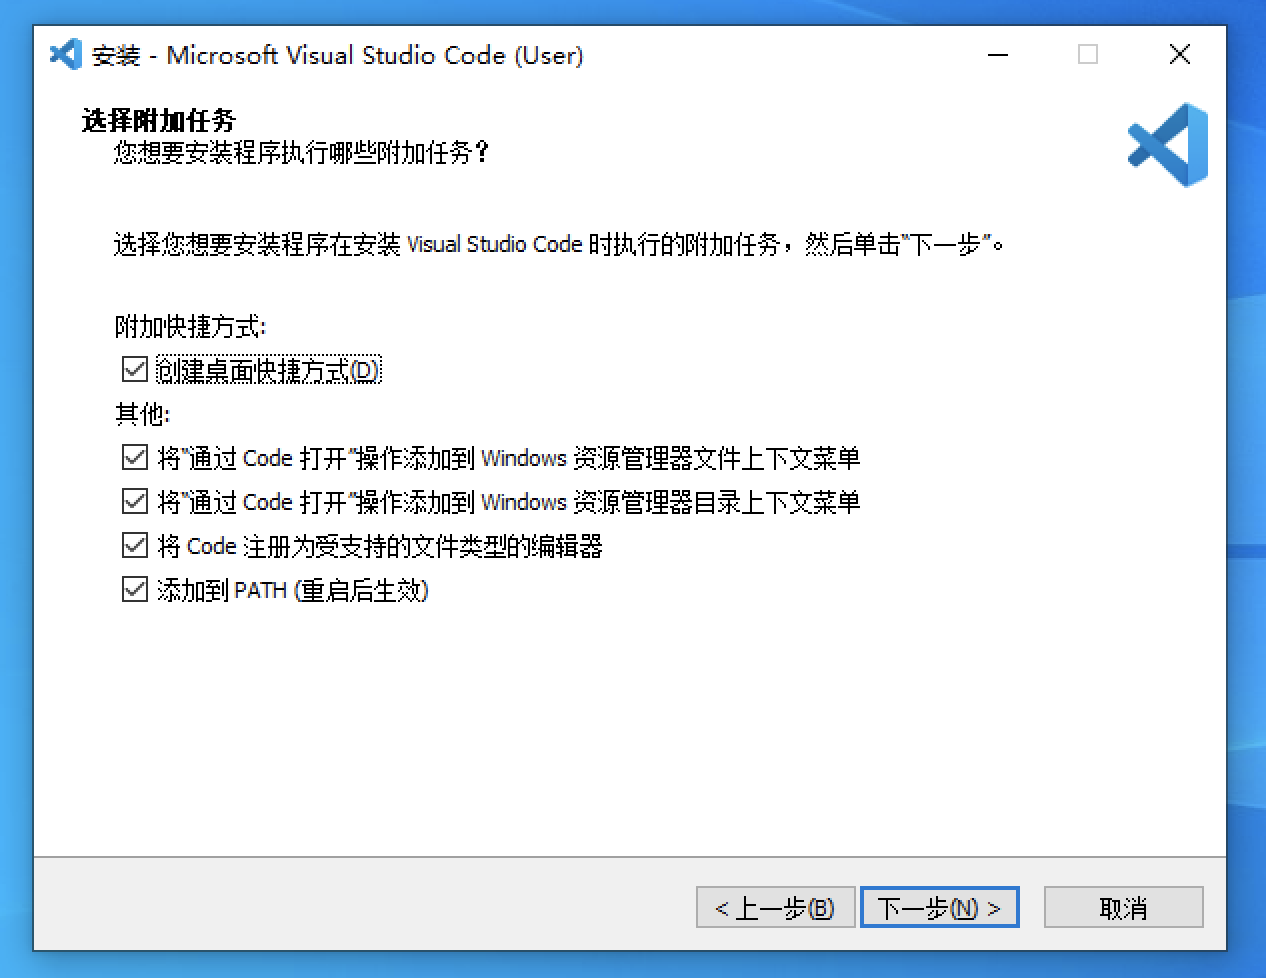 安装 - Microsoft Visual Studio Code (User)
选择附加任务
您想要安装程序执行哪些附加任务？
选择您想要安装程序在安装 Visual Studio Code 时执行的附加任务，然后单击“下一步”。
附加快捷方式:
创建桌面快捷方式(D)
其他:
将“通过 Code 打开”操作添加到 Windows 资源管理器文件上下文菜单
将“通过 Code 打开”操作添加到 Windows 资源管理器目录上下文菜单
将 Code 注册为受支持的文件类型的编辑器
添加到 PATH (重启后生效)
< 上一步(B) 下一步(N) > 取消